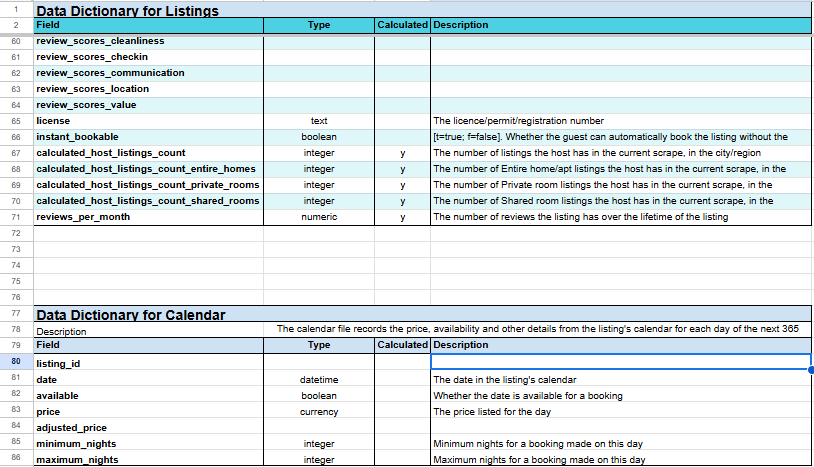 1 Data Dictionary for Listings
2 Field Type Calculated Description
60 review_scores_cleanliness
61 review_scores_checkin
62 review_scores_communication
63 review_scores_location
64 review_scores_value
65 license text The licence/permit/registration number
66 instant_bookable boolean [t=true; f=false]. Whether the guest can automatically book the listing without the
67 calculated_host_listings_count integer y The number of listings the host has in the current scrape, in the city/region
68 calculated_host_listings_count_entire_homes integer y The number of Entire home/apt listings the host has in the current scrape, in the
69 calculated_host_listings_count_private_rooms integer y The number of Private room listings the host has in the current scrape, in the
70 calculated_host_listings_count_shared_rooms integer y The number of Shared room listings the host has in the current scrape, in the
71 reviews_per_month numeric y The number of reviews the listing has over the lifetime of the listing
72
73
74
75
76
77 Data Dictionary for Calendar
78 Description The calendar file records the price, availability and other details from the listing's calendar for each day of the next 365
79 Field Type Calculated Description
80 listing_id
81 date datetime The date in the listing's calendar
82 available boolean Whether the date is available for a booking
83 price currency The price listed for the day
84 adjusted_price
85 minimum_nights integer Minimum nights for a booking made on this day
86 maximum_nights integer Maximum nights for a booking made on this day